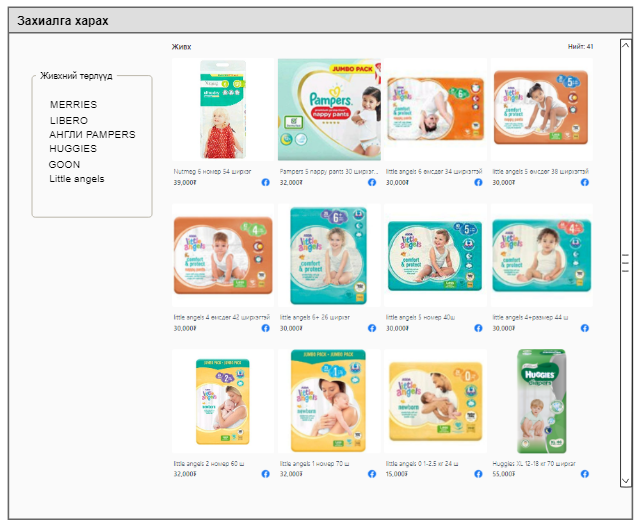 Захиалга харах
Живх
Нийт: 41
Живхний төрлүүд
MERRIES
LIBERO
АНГЛИ PAMPERS
HUGGIES
GOON
Little angels
JUMBO PACK
Pampers
nappy pants
little angels
comfort & protect
Nutmeg 6 номер 54 ширхэг
39,000₮
Pampers 5 nappy pants 30 ширхэг...
32,000₮
little angels 6 өмсдөг 34 ширхэгтэй
30,000₮
little angels 5 өмсдөг 38 ширхэгтэй
30,000₮
little angels 4 өмсдөг 42 ширхэгтэй
30,000₮
little angels 6+ 26 ширхэг
30,000₮
little angels 5 номер 40ш
30,000₮
little angels 4+размер 44 ш
30,000₮
JUMBO PACK • JUMBO PACK
newborn
HUGGIES
little angels 2 номер 60 ш
32,000₮
little angels 1 номер 70 ш
32,000₮
little angels 0 1-2.5 кг 24 ш
15,000₮
Huggies XL 12-18 кг 70 ширхэг
55,000₮